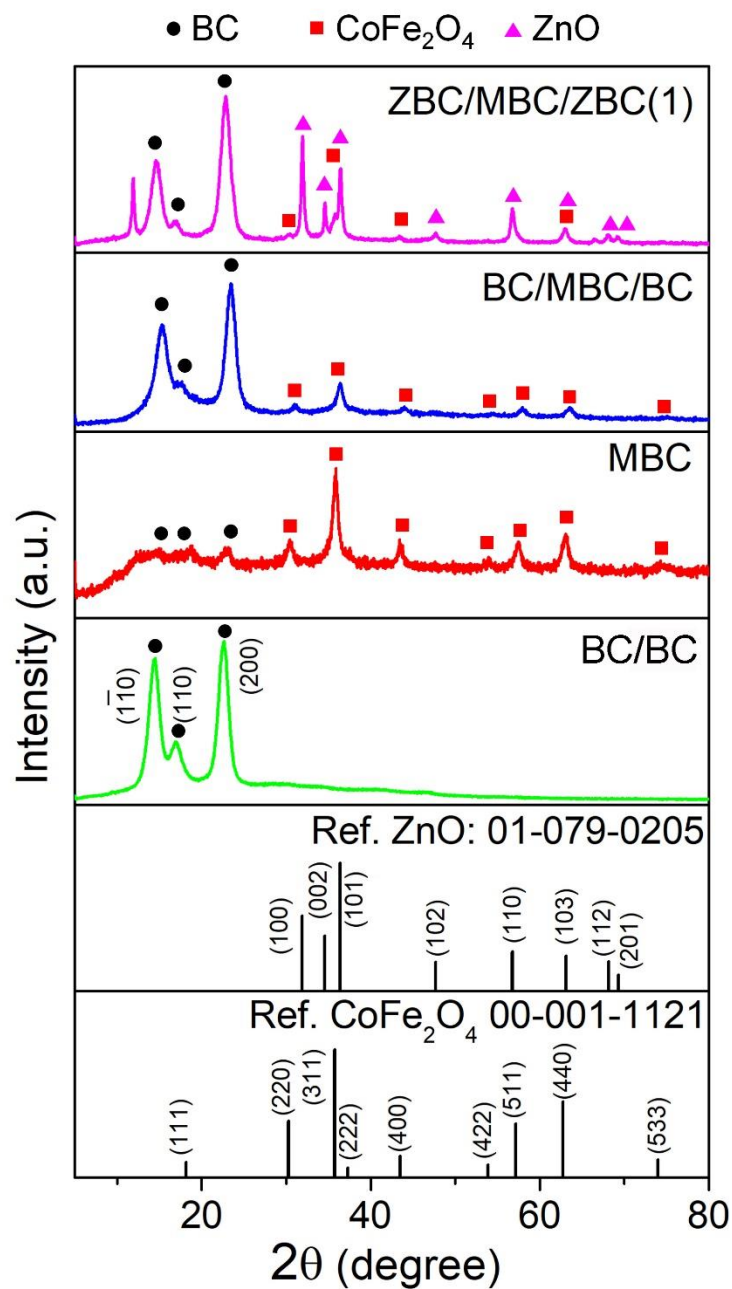 ● BC ■ CoFe₂O₄ ▲ ZnO
ZBC/MBC/ZBC(1)
BC/MBC/BC
MBC
BC/BC
(1̄10)
(110)
(200)
Ref. ZnO: 01-079-0205
(100)
(002)
(101)
(102)
(110)
(103)
(112)
(201)
Ref. CoFe₂O₄ 00-001-1121
(111)
(220)
(311)
(222)
(400)
(422)
(511)
(440)
(533)
Intensity (a.u.)
20 40 60 80
2θ (degree)